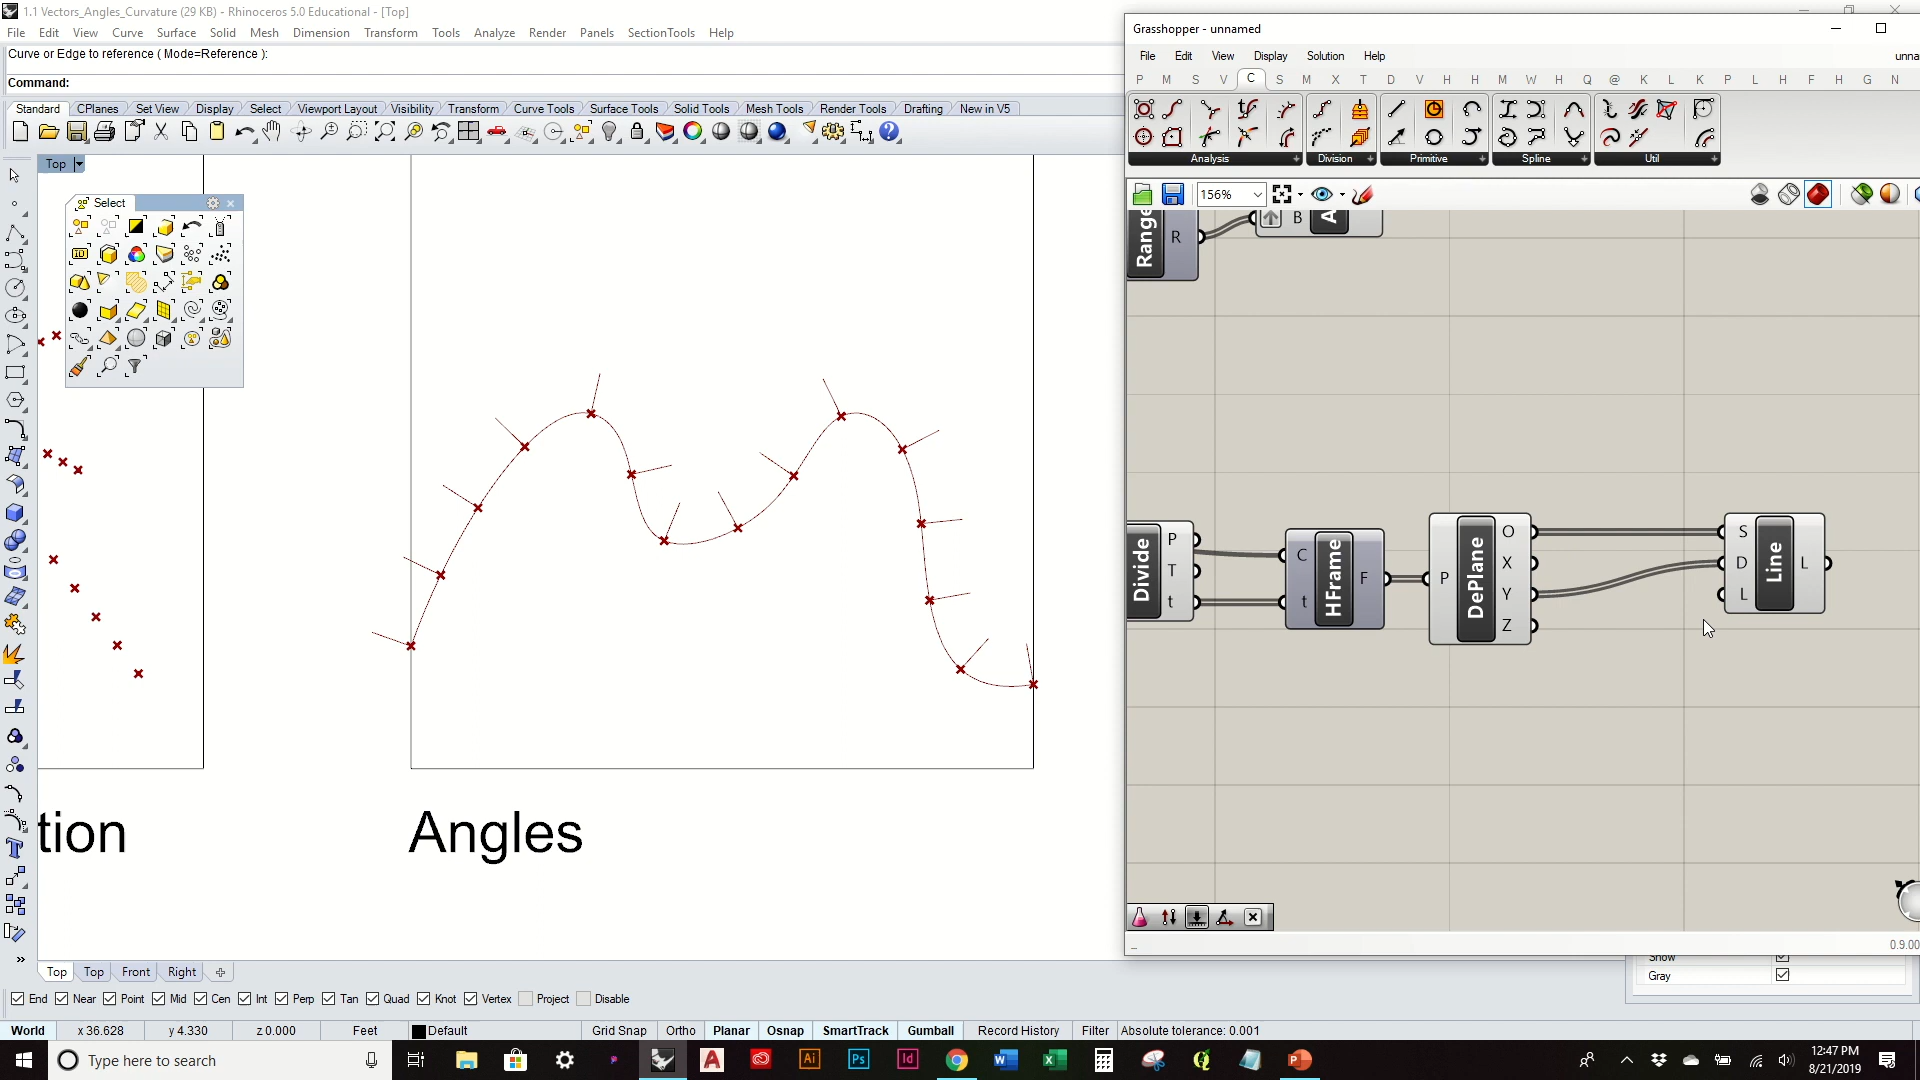 1.1 Vectors_Angles_Curvature (29 KB) - Rhinoceros 5.0 Educational - [Top]
File Edit View Curve Surface Solid Mesh Dimension Transform Tools Analyze Render Panels SectionTools Help
Curve or Edge to reference ( Mode=Reference ):
Command:
Standard CPlanes Set View Display Select Viewport Layout Visibility Transform Curve Tools Surface Tools Solid Tools Mesh Tools Render Tools Drafting New in V5
Top
Select
tion
Angles
Grasshopper - unnamed
File Edit View Display Solution Help
unna
P M S V C S M X T D V H H M W H Q @ K L K P L H F H G N
Analysis Division Primitive Spline Util
156%
Range R
B A
Divide P T t
HFrame C t F
DePlane P O X Y Z
Line S D L L
0.9.00
Show
Gray
Top Top Front Right
End Near Point Mid Cen Int Perp Tan Quad Knot Vertex Project Disable
World x 36.628 y 4.330 z 0.000 Feet Default Grid Snap Ortho Planar Osnap SmartTrack Gumball Record History Filter Absolute tolerance: 0.001
Type here to search
12:47 PM
8/21/2019